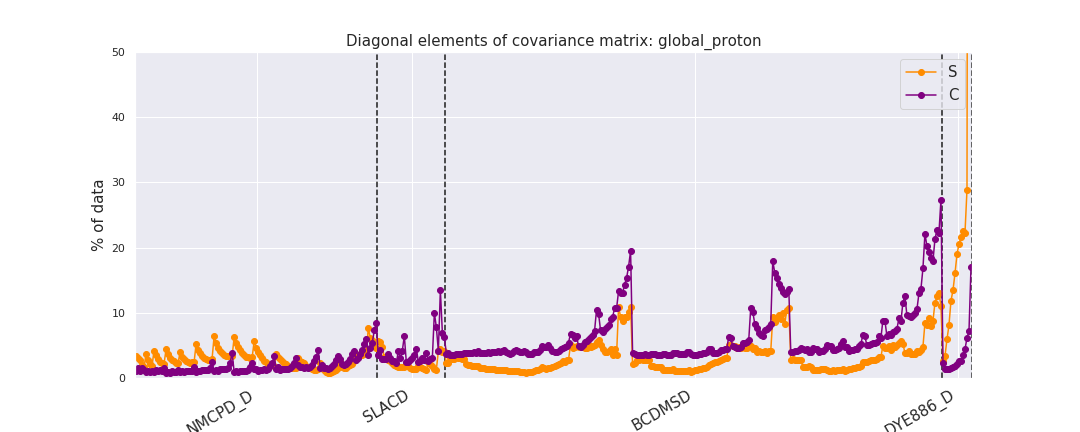 Diagonal elements of covariance matrix: global_proton
50
40
30
20
10
0
% of data
S
C
NMCPD_D
SLACD
BCDMSD
DYE886_D